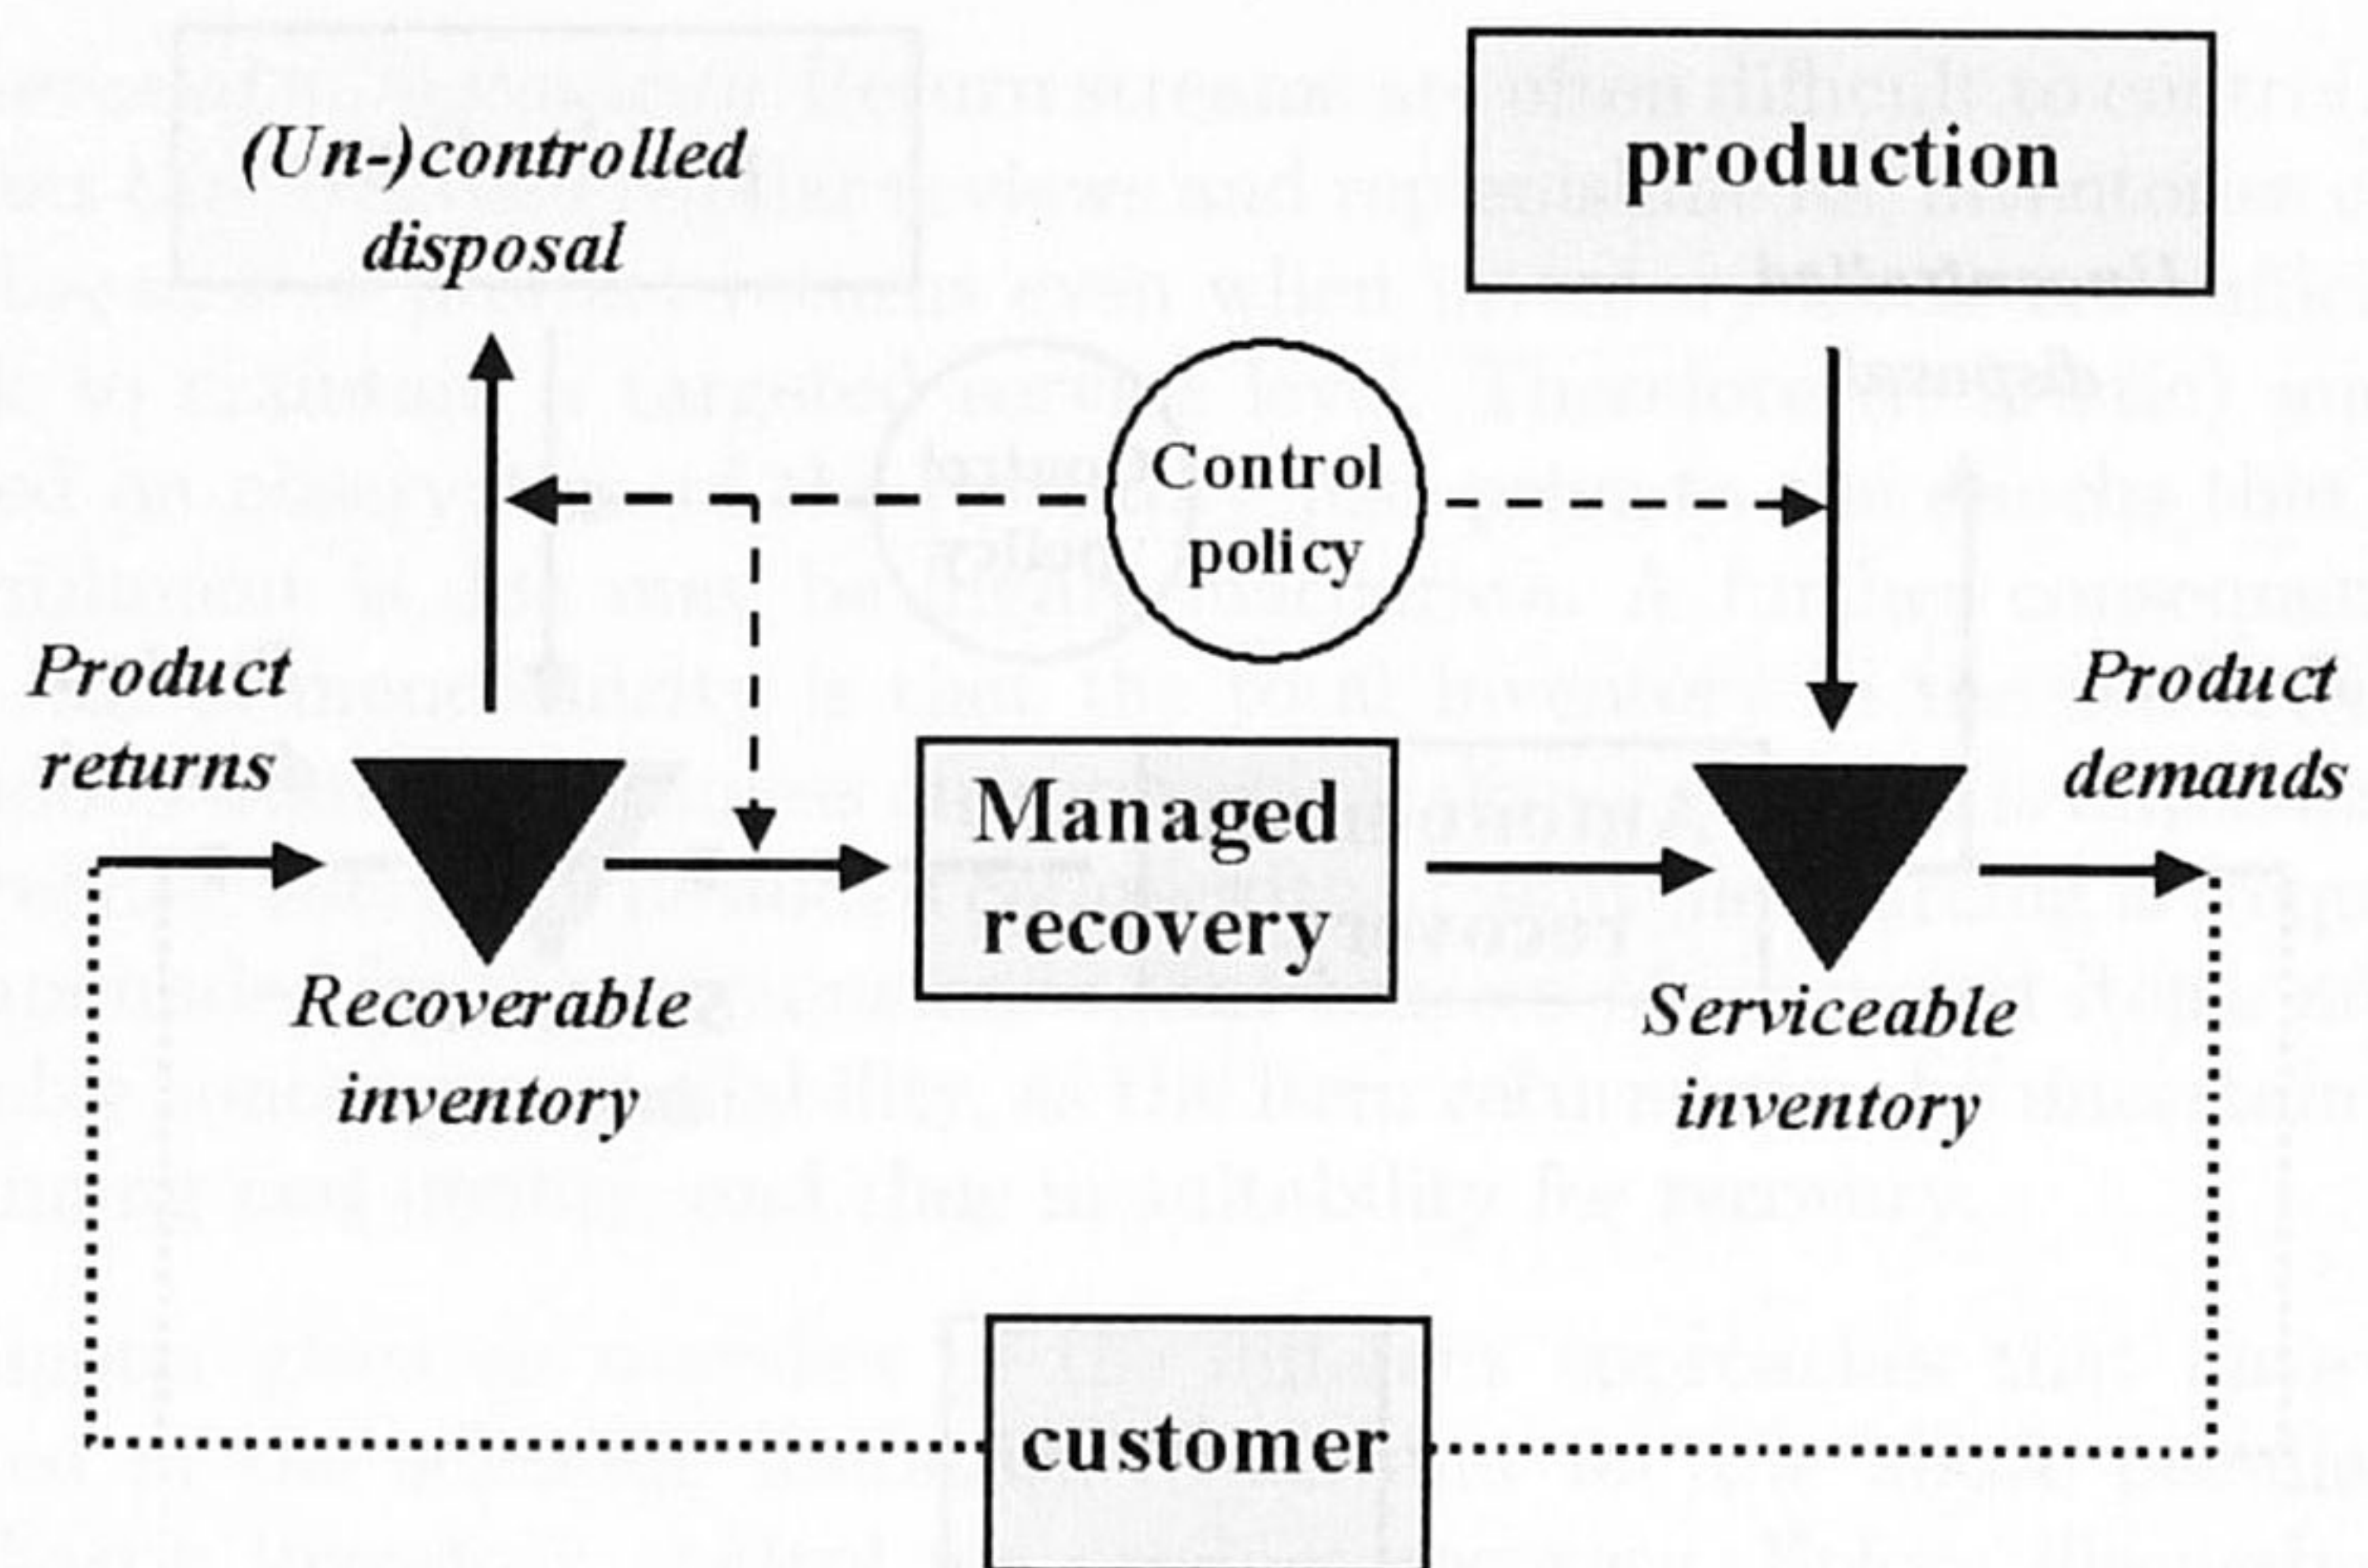 (Un-)controlled
disposal
production
Control
policy
Product
returns
Product
demands
Managed
recovery
Recoverable
inventory
Serviceable
inventory
customer